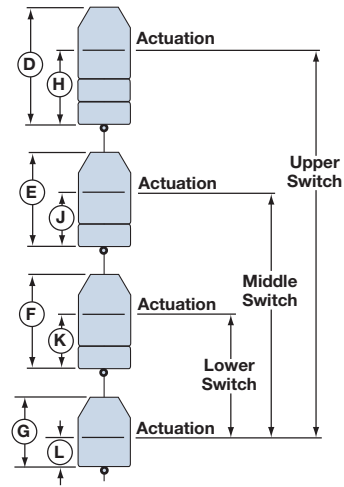 Actuation
D
H
Upper
Switch
Actuation
E
J
Middle
Switch
Actuation
F
K
Lower
Switch
Actuation
G
L